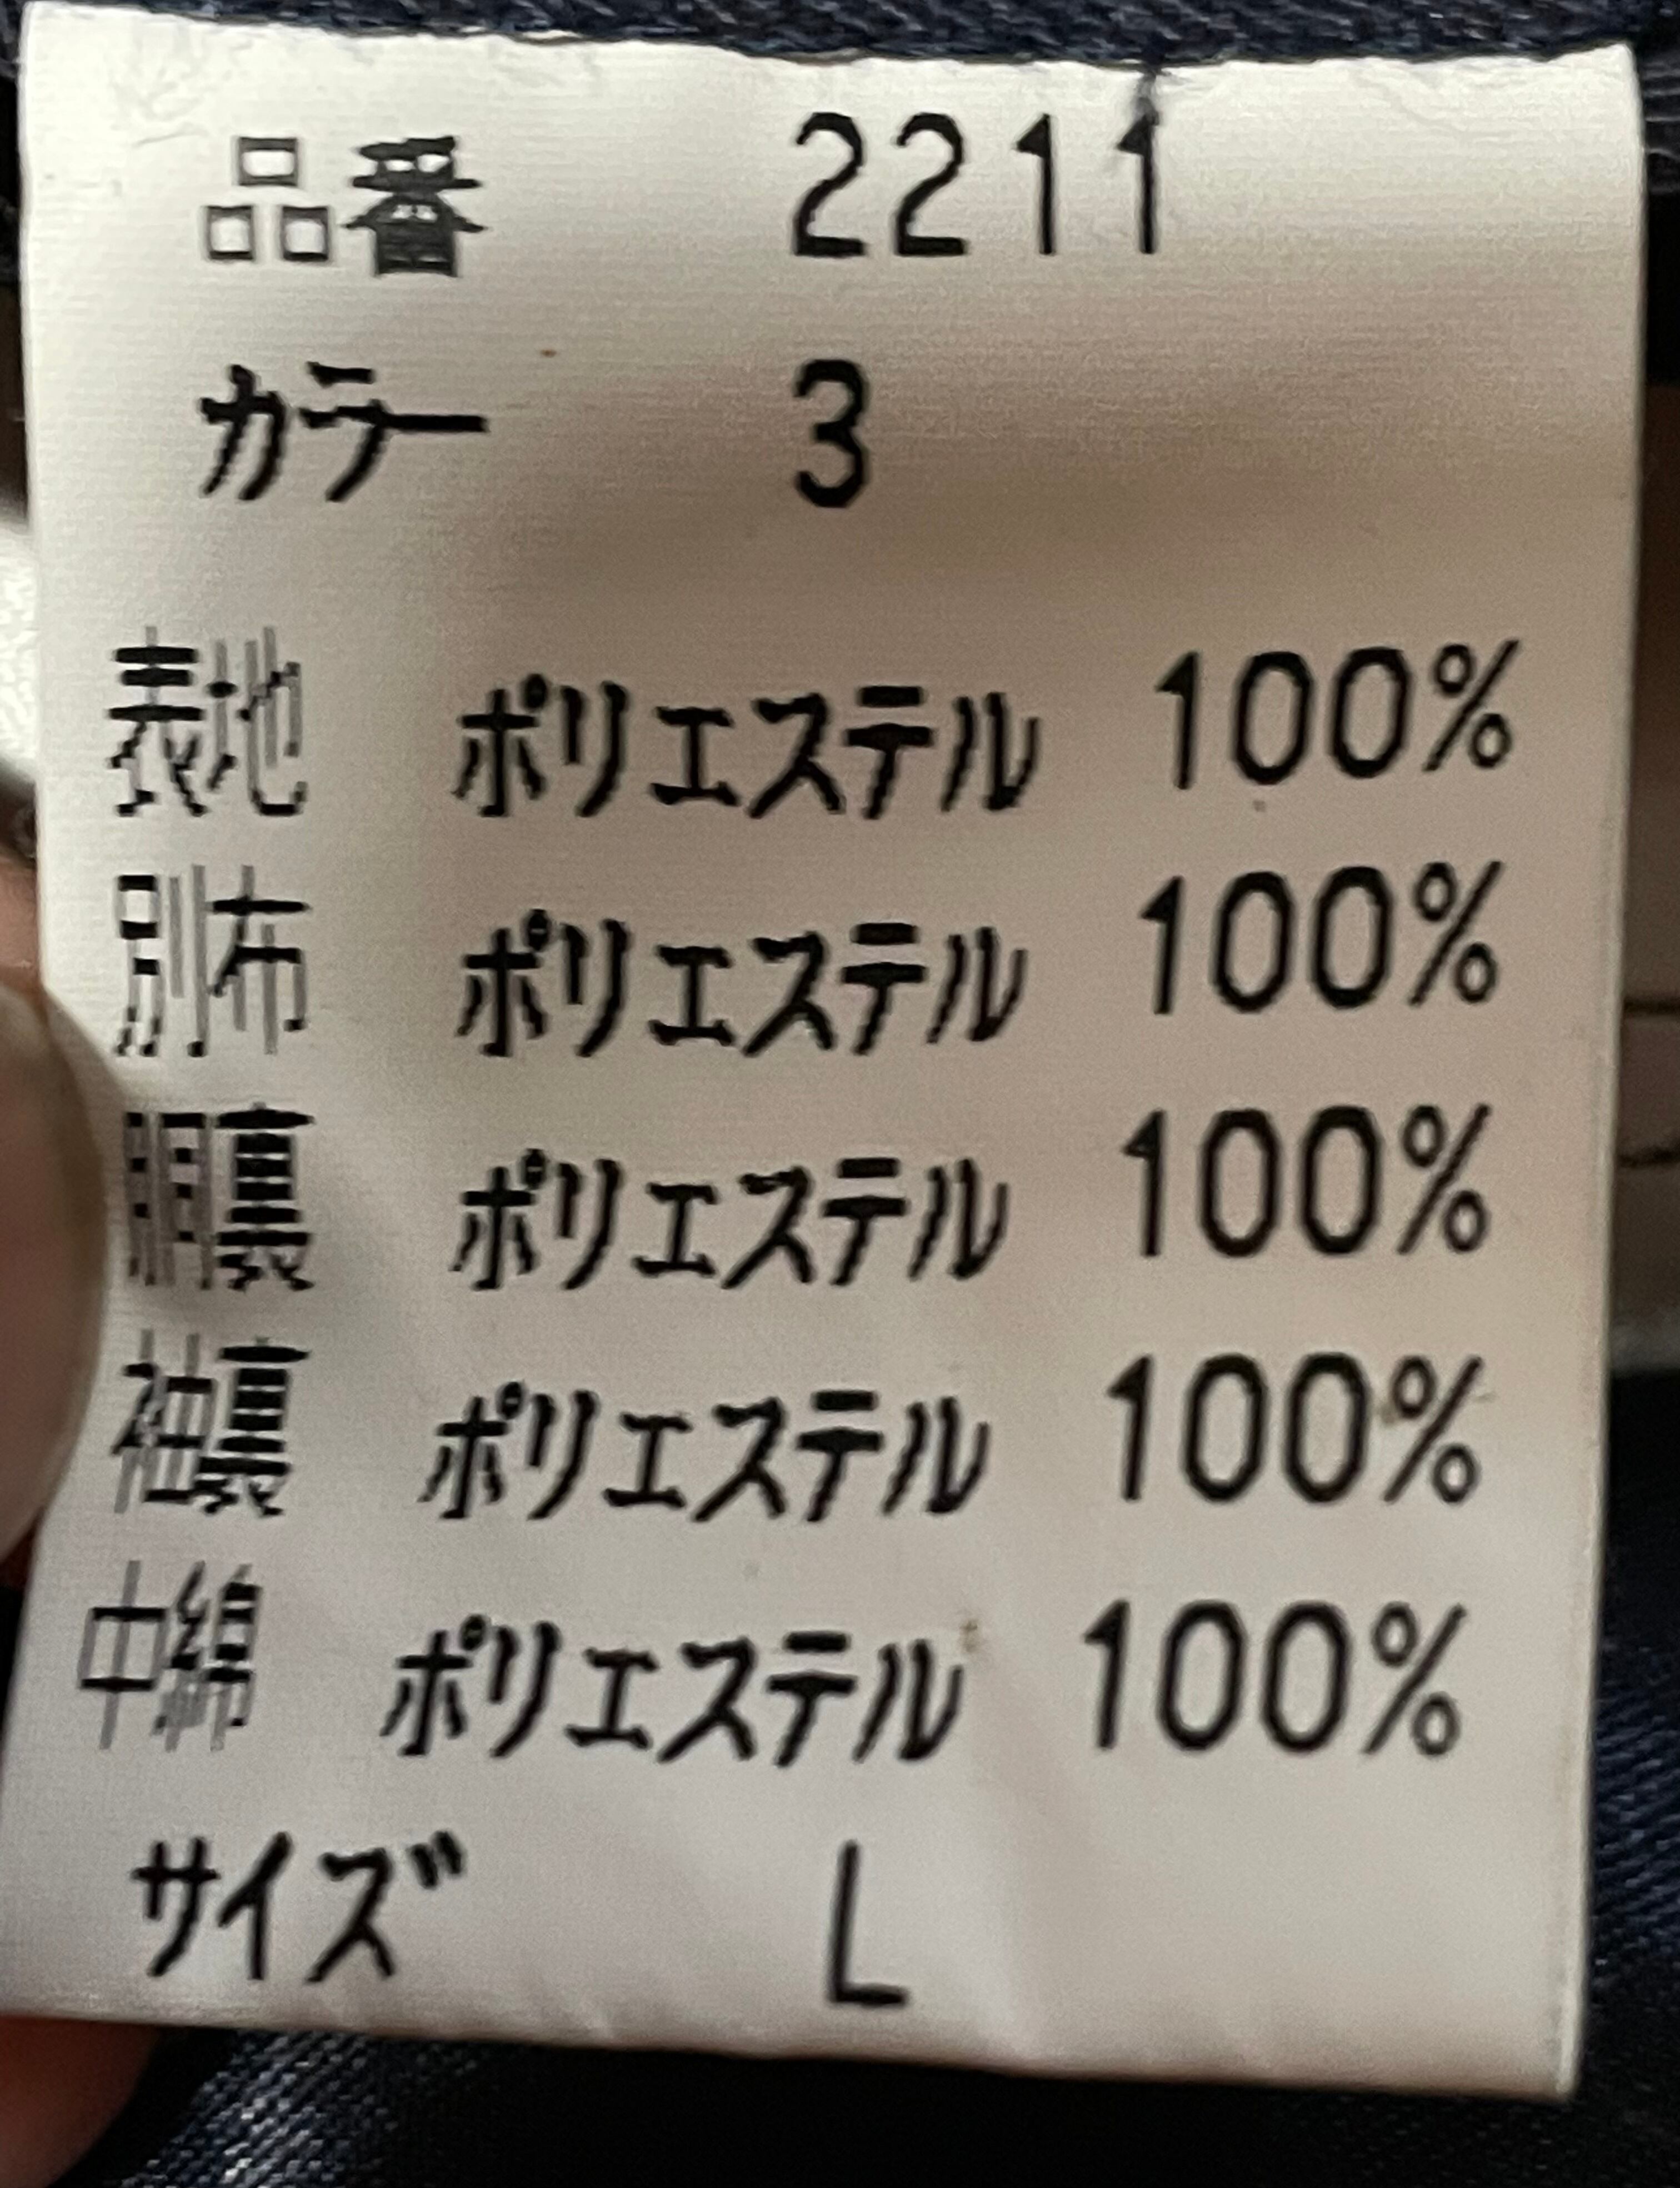 品番 2211
カラー 3
表地 ポリエステル 100%
別布 ポリエステル 100%
胴裏 ポリエステル 100%
袖裏 ポリエステル 100%
中綿 ポリエステル 100%
サイズ L